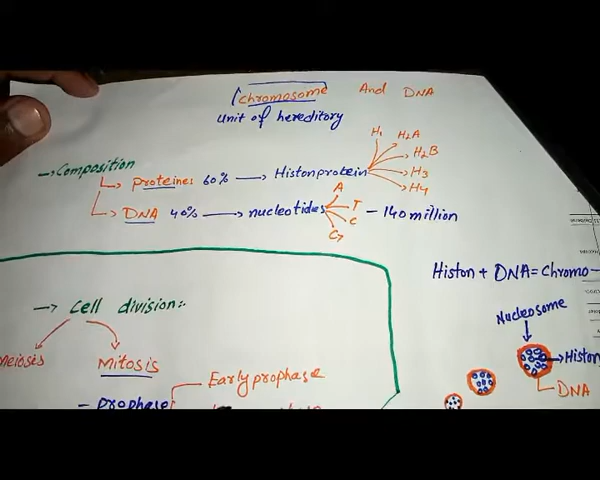 chromosome And DNA
unit of hereditory
→ Composition
↳ proteines 60% → Histonprotein H1 H2A H2B H3 H4
↳ DNA 40% → nucleotides A T C G - 140 million
→ Cell division:-
meiosis
Mitosis
- prophase
Early prophase
Histon + DNA = Chromo-
Nucleosome
Histon
DNA